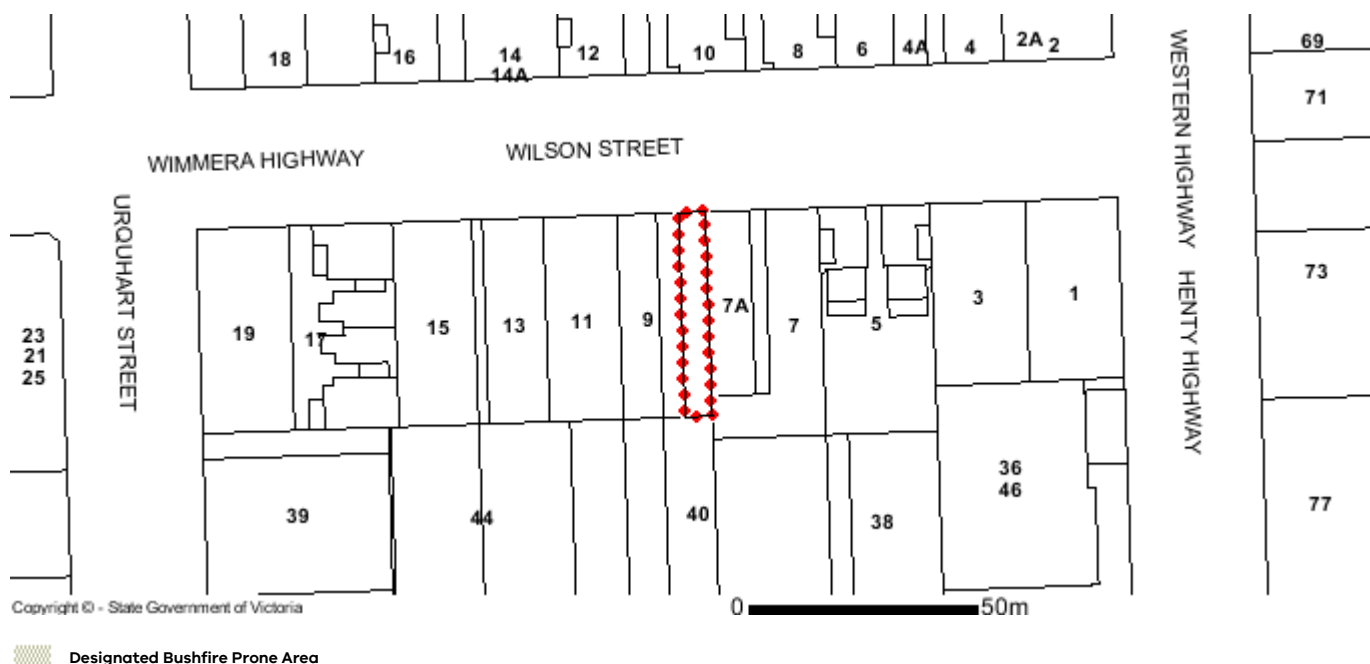 18
16
14
14A
12
10
8
6
4A
4
2A 2
69
71
WIMMERA HIGHWAY
WILSON STREET
WESTERN HIGHWAY HENTY HIGHWAY
URQUHART STREET
23
21
25
19
17
15
13
11
9
7A
7
5
3
1
73
39
44
40
38
36
46
77
Copyright © - State Government of Victoria
0 50m
Designated Bushfire Prone Area